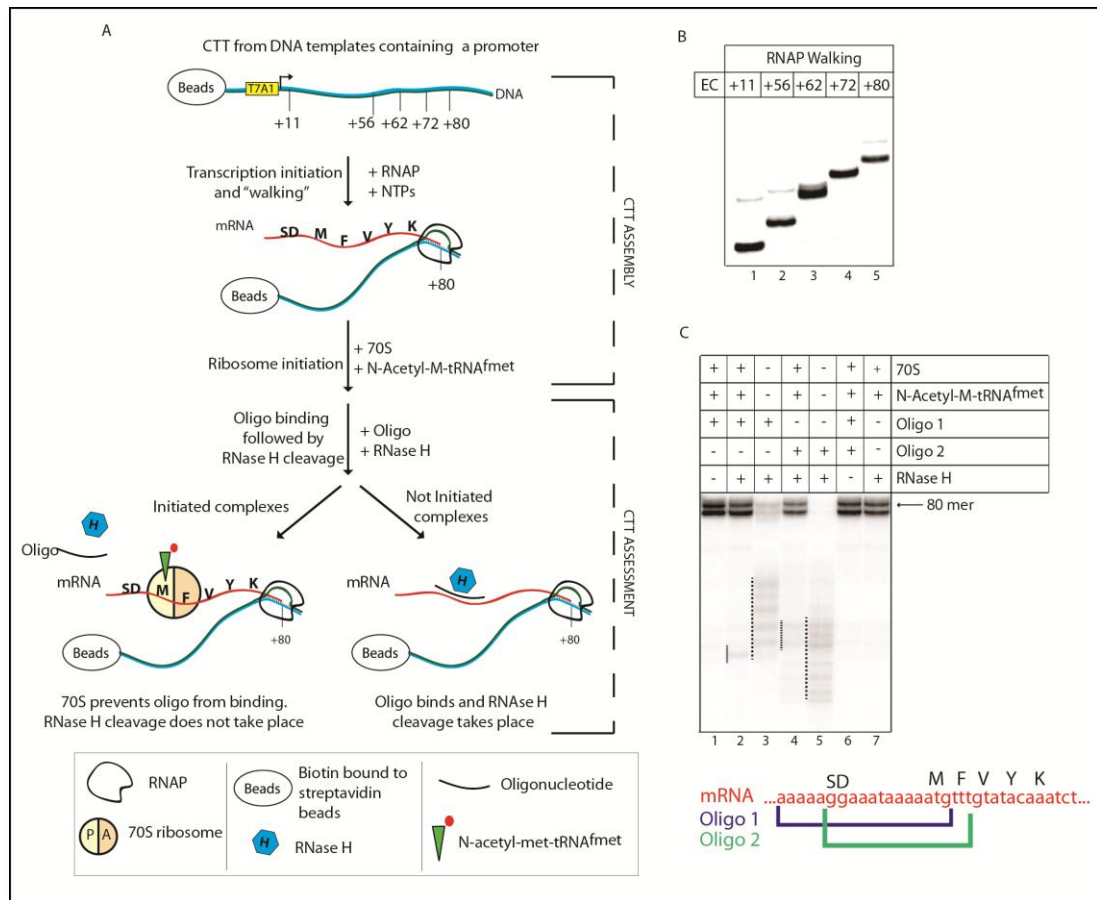 A
CTT from DNA templates containing a promoter
Beads
T7A1
DNA
+11
+56
+62
+72
+80
Transcription initiation
and "walking"
+ RNAP
+ NTPs
mRNA
SD M F V Y K
+80
Beads
Ribosome initiation
+ 70S
+ N-Acetyl-M-tRNAfmet
CTT ASSEMBLY
Oligo binding
followed by
RNase H cleavage
+ Oligo
+ RNase H
Initiated complexes
Not Initiated
complexes
H
Oligo
mRNA
SD M F V Y K
+80
Beads
70S prevents oligo from binding.
RNase H cleavage does not take place
mRNA
H
+80
Beads
Oligo binds and RNAse H
cleavage takes place
CTT ASSESSMENT
RNAP
P A
70S ribosome
Beads
Biotin bound to
streptavidin
beads
H
RNase H
Oligonucleotide
N-acetyl-met-tRNAfmet
B
RNAP Walking
EC +11 +56 +62 +72 +80
1 2 3 4 5
C
+ + - + - + + 70S
+ + - + - + + N-Acetyl-M-tRNAfmet
+ + + - - + - Oligo 1
- - - + + + - Oligo 2
- + + + + - + RNase H
80 mer
1 2 3 4 5 6 7
SD M F V Y K
mRNA ...aaaaaggaaataaaaatgtttgtatacaaatct...
Oligo 1
Oligo 2